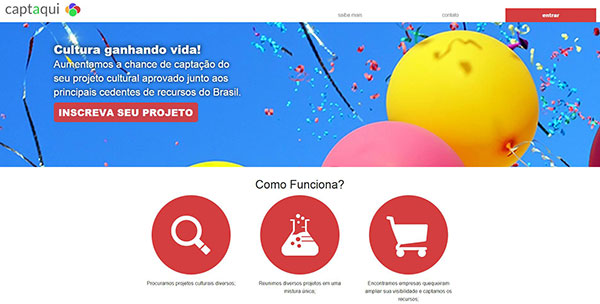 captaqui
saiba mais
contato
entrar
Cultura ganhando vida!
Aumentamos a chance de captação do
seu projeto cultural aprovado junto aos
principais cedentes de recursos do Brasil.
INSCREVA SEU PROJETO
Como Funciona?
Procuramos projetos culturais diversos;
Reunimos diversos projetos em uma
mistura única;
Encontramos empresas quequeram
ampliar sua visibilidade e captamos os
recursos;